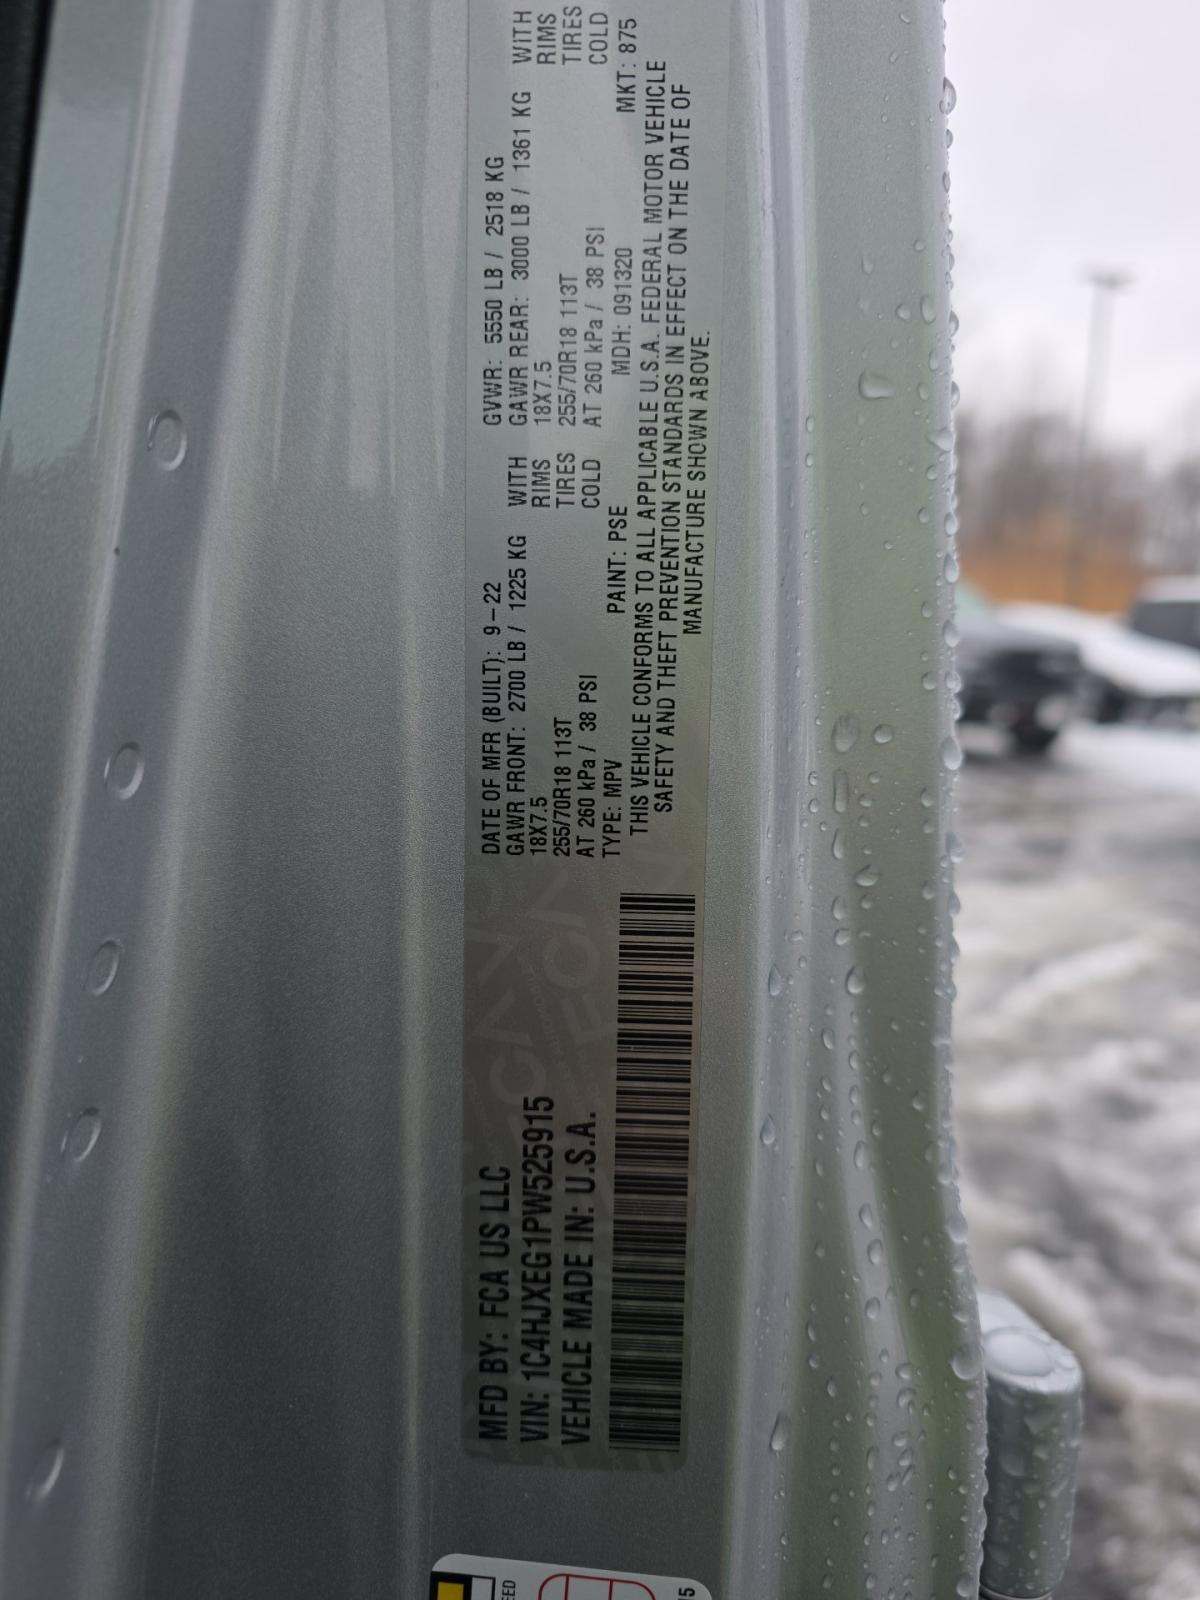 MFD BY: FCA US LLC
VIN: 1C4HJXEG1PW525915
VEHICLE MADE IN: U.S.A.
DATE OF MFR (BUILT): 9-22 GVWR: 5550 LB / 2518 KG
GAWR FRONT: 2700 LB / 1225 KG WITH GAWR REAR: 3000 LB / 1361 KG WITH
18X7.5 RIMS 18X7.5 RIMS
255/70R18 113T TIRES 255/70R18 113T TIRES
AT 260 kPa / 38 PSI COLD AT 260 kPa / 38 PSI COLD
TYPE: MPV PAINT: PSE MDH: 091320 MKT: 875
THIS VEHICLE CONFORMS TO ALL APPLICABLE U.S.A. FEDERAL MOTOR VEHICLE
SAFETY AND THEFT PREVENTION STANDARDS IN EFFECT ON THE DATE OF
MANUFACTURE SHOWN ABOVE.